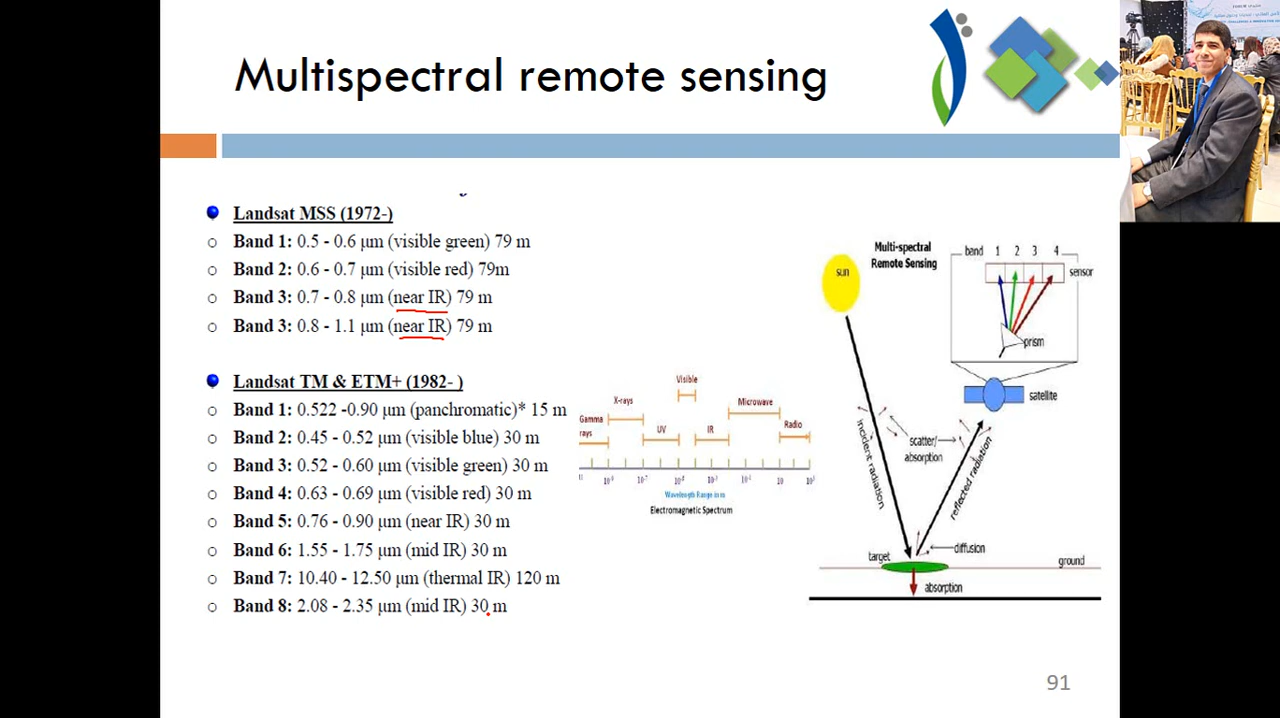 Multispectral remote sensing
Landsat MSS (1972-)
Band 1: 0.5 - 0.6 µm (visible green) 79 m
Band 2: 0.6 - 0.7 µm (visible red) 79m
Band 3: 0.7 - 0.8 µm (near IR) 79 m
Band 3: 0.8 - 1.1 µm (near IR) 79 m
Landsat TM & ETM+ (1982- )
Band 1: 0.522 -0.90 µm (panchromatic)* 15 m
Band 2: 0.45 - 0.52 µm (visible blue) 30 m
Band 3: 0.52 - 0.60 µm (visible green) 30 m
Band 4: 0.63 - 0.69 µm (visible red) 30 m
Band 5: 0.76 - 0.90 µm (near IR) 30 m
Band 6: 1.55 - 1.75 µm (mid IR) 30 m
Band 7: 10.40 - 12.50 µm (thermal IR) 120 m
Band 8: 2.08 - 2.35 µm (mid IR) 30 m
Visible
X-rays
Microwave
Gamma
rays
UV
IR
Radio
Wavelength Range in m
Electromagnetic Spectrum
Multi-spectral
Remote Sensing
sun
band 1 2 3 4
sensor
prism
satellite
scatter/
absorption
incident radiation
reflected radiation
diffusion
target
ground
absorption
91